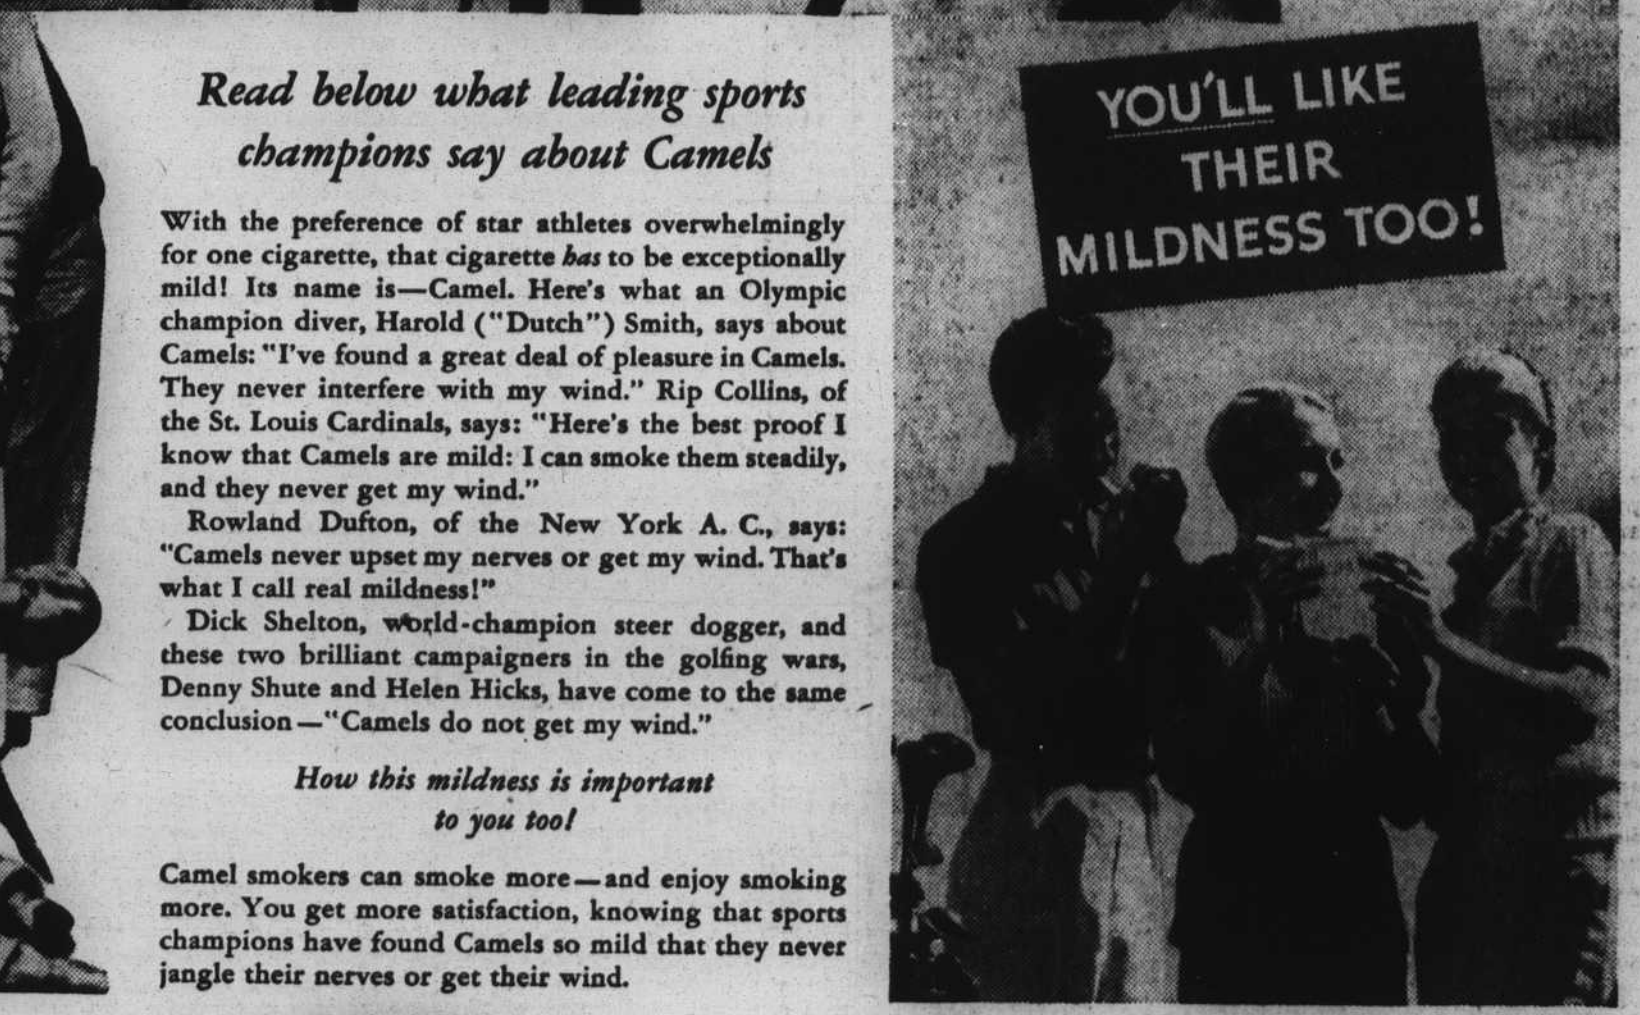 Read below what leading sports
champions say about Camels
With the preference of star athletes overwhelmingly
for one cigarette, that cigarette has to be exceptionally
mild! Its name is—Camel. Here's what an Olympic
champion diver, Harold ("Dutch") Smith, says about
Camels: "I've found a great deal of pleasure in Camels.
They never interfere with my wind." Rip Collins, of
the St. Louis Cardinals, says: "Here's the best proof I
know that Camels are mild: I can smoke them steadily,
and they never get my wind."
Rowland Dufton, of the New York A. C., says:
"Camels never upset my nerves or get my wind. That's
what I call real mildness!"
Dick Shelton, world-champion steer dogger, and
these two brilliant campaigners in the golfing wars,
Denny Shute and Helen Hicks, have come to the same
conclusion—"Camels do not get my wind."
How this mildness is important
to you too!
Camel smokers can smoke more—and enjoy smoking
more. You get more satisfaction, knowing that sports
champions have found Camels so mild that they never
jangle their nerves or get their wind.
YOU'LL LIKE
THEIR
MILDNESS TOO!